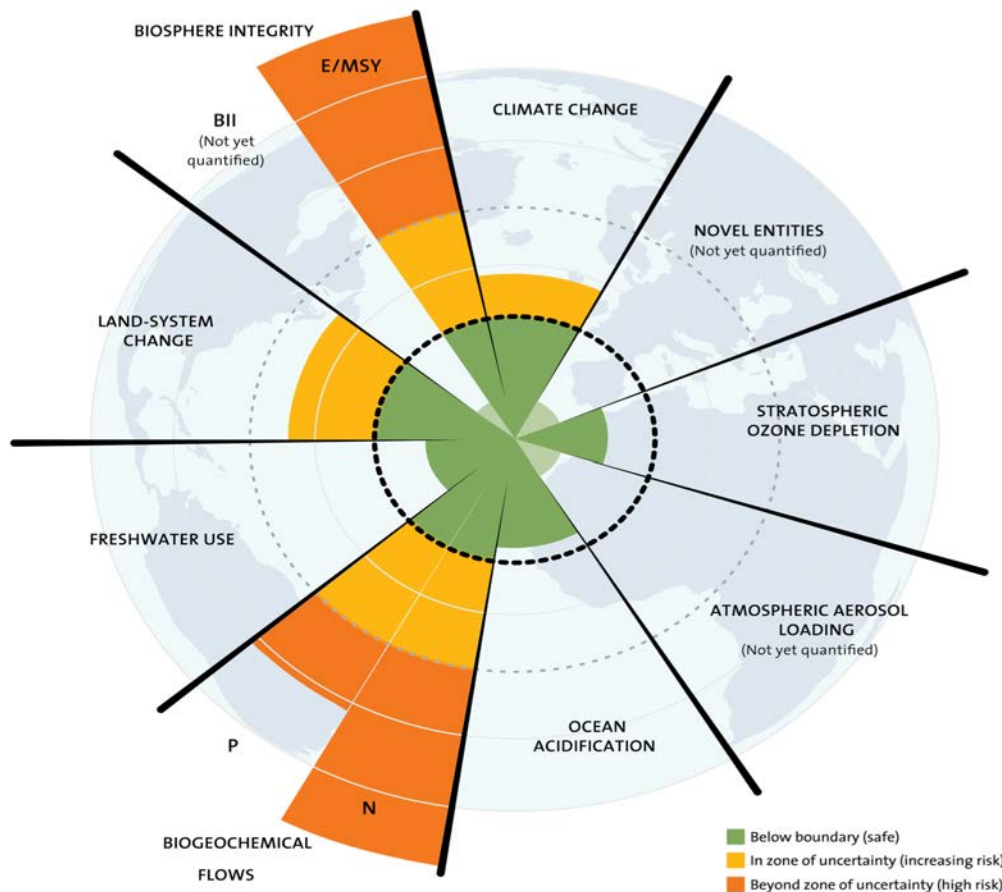 BIOSPHERE INTEGRITY
E/MSY
BII
(Not yet
quantified)
CLIMATE CHANGE
NOVEL ENTITIES
(Not yet quantified)
LAND-SYSTEM
CHANGE
STRATOSPHERIC
OZONE DEPLETION
FRESHWATER USE
ATMOSPHERIC AEROSOL
LOADING
(Not yet quantified)
OCEAN
ACIDIFICATION
P
N
BIOGEOCHEMICAL
FLOWS
Below boundary (safe)
In zone of uncertainty (increasing risk)
Beyond zone of uncertainty (high risk)